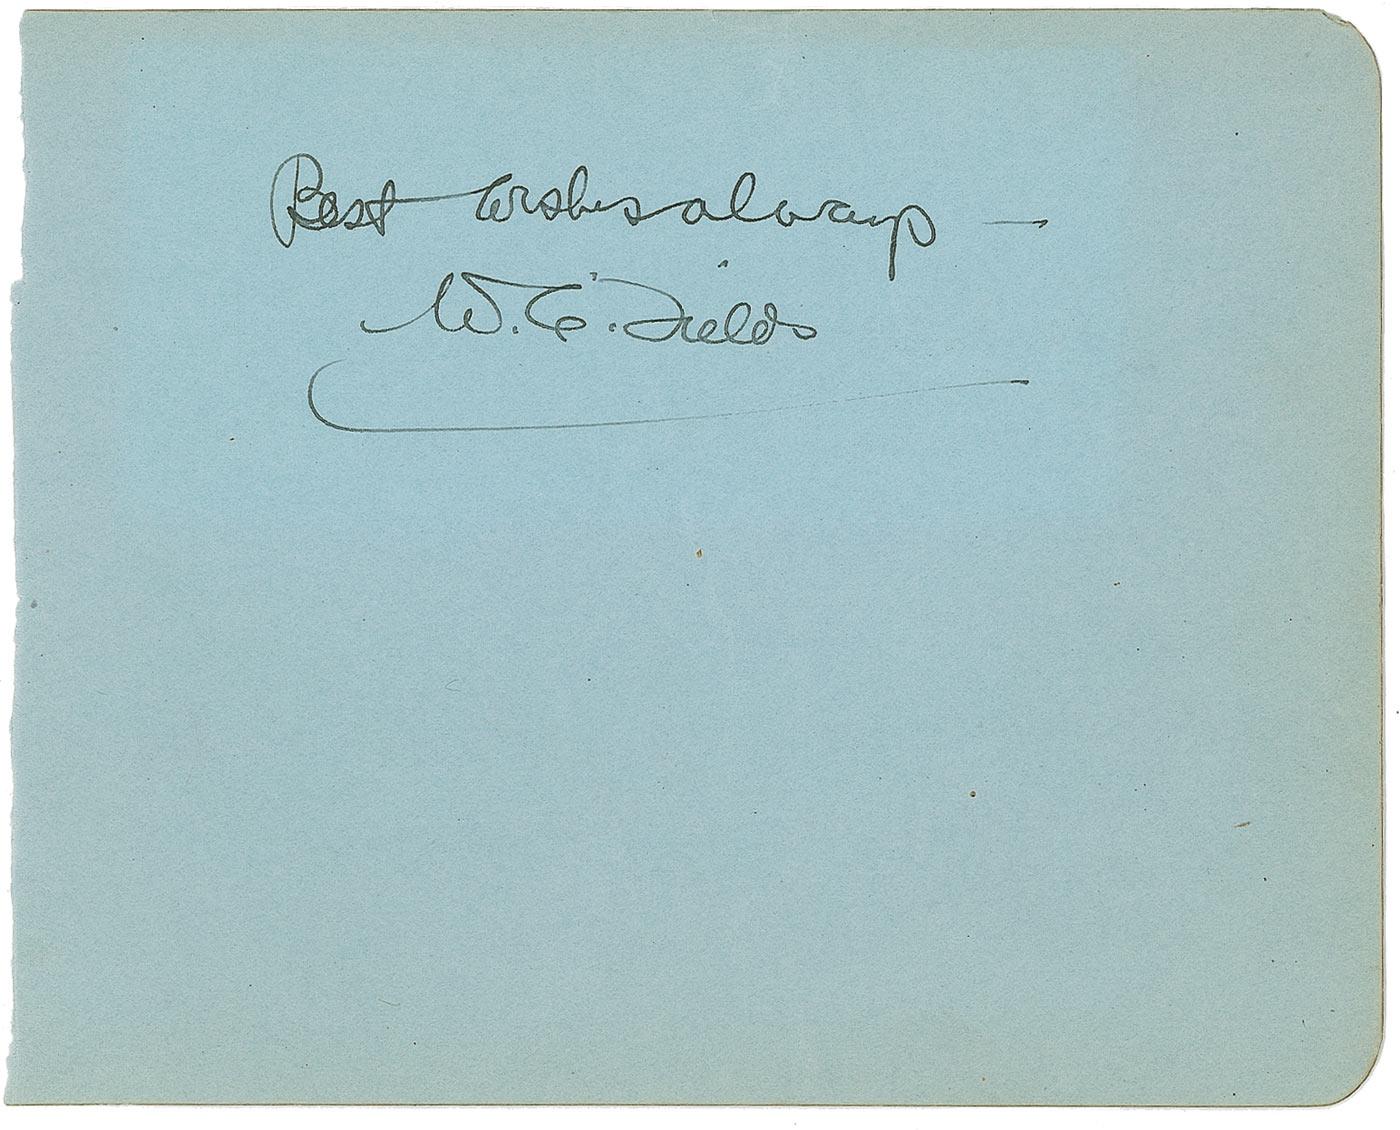 Best wishes always —
W. C. Fields